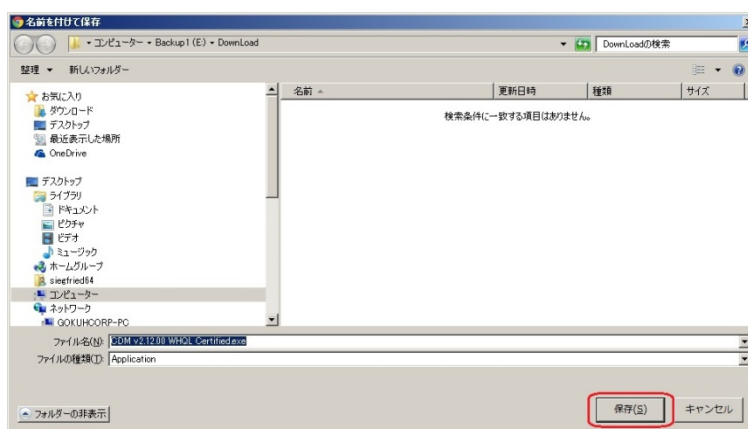 名前を付けて保存
▸ コンピューター ▸ Backup1 (E:) ▸ DownLoad
DownLoadの検索
整理 ▼ 新しいフォルダー
名前 更新日時 種類 サイズ
検索条件に一致する項目はありません。
お気に入り
ダウンロード
デスクトップ
最近表示した場所
OneDrive
デスクトップ
ライブラリ
ドキュメント
ピクチャ
ビデオ
ミュージック
ホームグループ
siegfried64
コンピューター
ネットワーク
GOKUHCORP-PC
ファイル名(N): CDM v2.12.00 WHQL Certified.exe
ファイルの種類(T): Application
フォルダーの非表示
保存(S) キャンセル